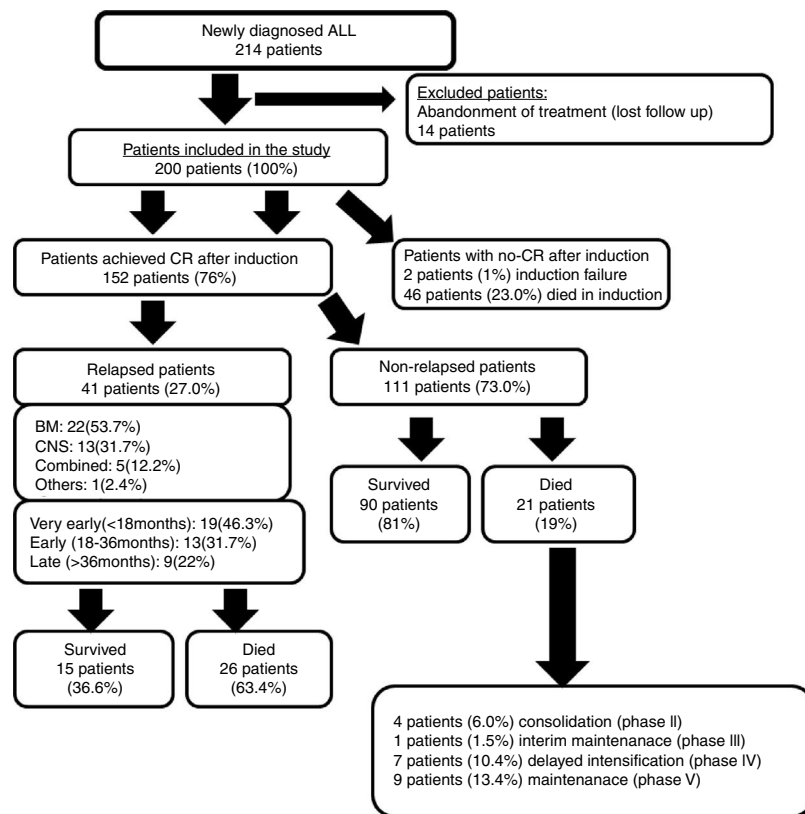 Newly diagnosed ALL
214 patients
Excluded patients:
Abandonment of treatment (lost follow up)
14 patients
Patients included in the study
200 patients (100%)
Patients achieved CR after induction
152 patients (76%)
Patients with no-CR after induction
2 patients (1%) induction failure
46 patients (23.0%) died in induction
Relapsed patients
41 patients (27.0%)
Non-relapsed patients
111 patients (73.0%)
BM: 22(53.7%)
CNS: 13(31.7%)
Combined: 5(12.2%)
Others: 1(2.4%)
Very early(<18months): 19(46.3%)
Early (18-36months): 13(31.7%)
Late (>36months): 9(22%)
Survived
90 patients
(81%)
Died
21 patients
(19%)
Survived
15 patients
(36.6%)
Died
26 patients
(63.4%)
4 patients (6.0%) consolidation (phase II)
1 patients (1.5%) interim maintenanace (phase III)
7 patients (10.4%) delayed intensification (phase IV)
9 patients (13.4%) maintenanace (phase V)